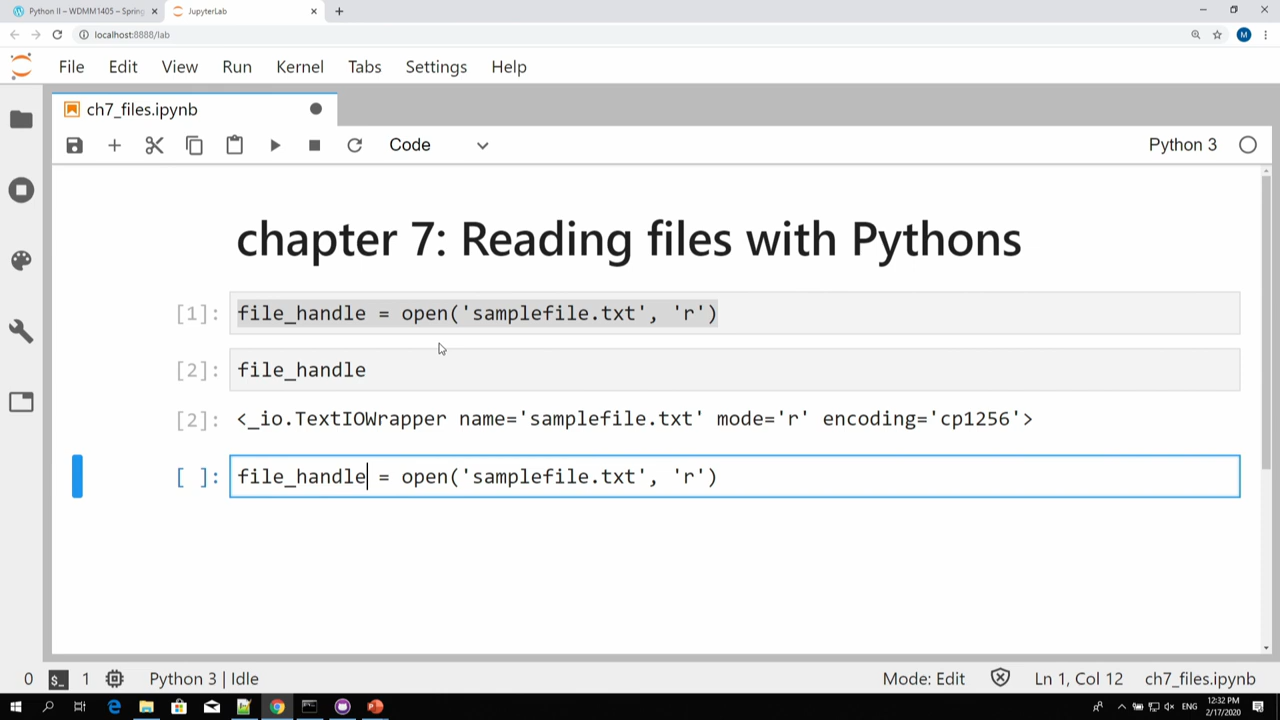 Python II – WDMM1405 – Spring
JupyterLab
localhost:8888/lab
M
File Edit View Run Kernel Tabs Settings Help
ch7_files.ipynb
Code
Python 3
chapter 7: Reading files with Pythons
[1]: file_handle = open('samplefile.txt', 'r')
[2]: file_handle
[2]: <_io.TextIOWrapper name='samplefile.txt' mode='r' encoding='cp1256'>
[ ]: file_handle = open('samplefile.txt', 'r')
0 $_ 1 Python 3 | Idle Mode: Edit Ln 1, Col 12 ch7_files.ipynb
ENG
12:32 PM
2/17/2020